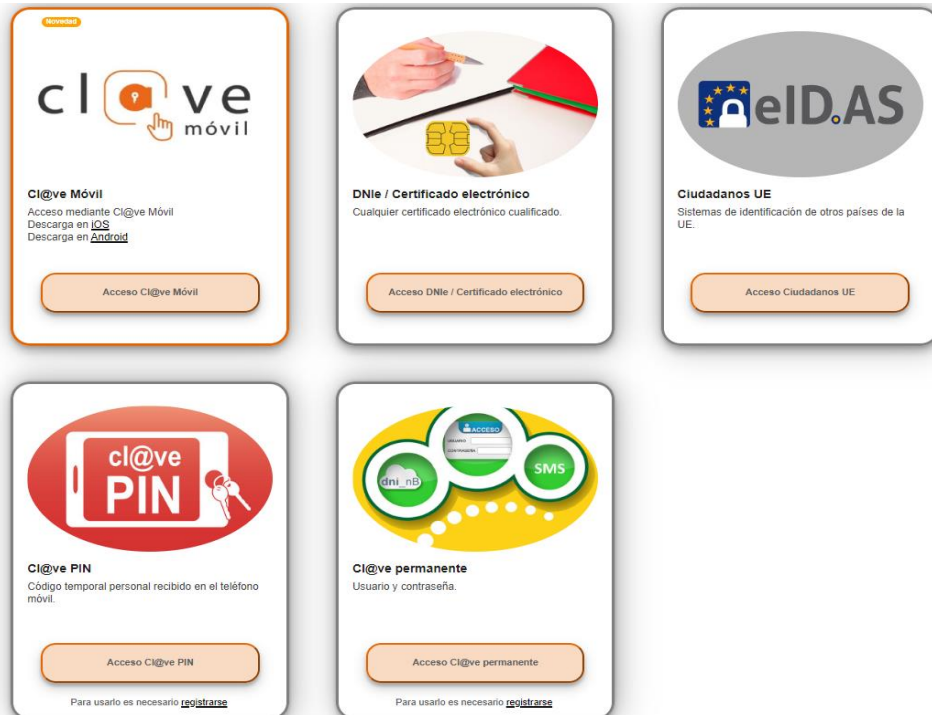 Novedad
cl@ve
móvil
Cl@ve Móvil
Acceso mediante Cl@ve Móvil
Descarga en iOS
Descarga en Android
Acceso Cl@ve Móvil
DNIe / Certificado electrónico
Cualquier certificado electrónico cualificado.
Acceso DNIe / Certificado electrónico
eID.AS
Ciudadanos UE
Sistemas de identificación de otros países de la
UE.
Acceso Ciudadanos UE
cl@ve
PIN
Cl@ve PIN
Código temporal personal recibido en el teléfono
móvil.
Acceso Cl@ve PIN
Para usarlo es necesario registrarse
ACCESO
USUARIO
CONTRASEÑA
dni_nB
SMS
Cl@ve permanente
Usuario y contraseña.
Acceso Cl@ve permanente
Para usarlo es necesario registrarse